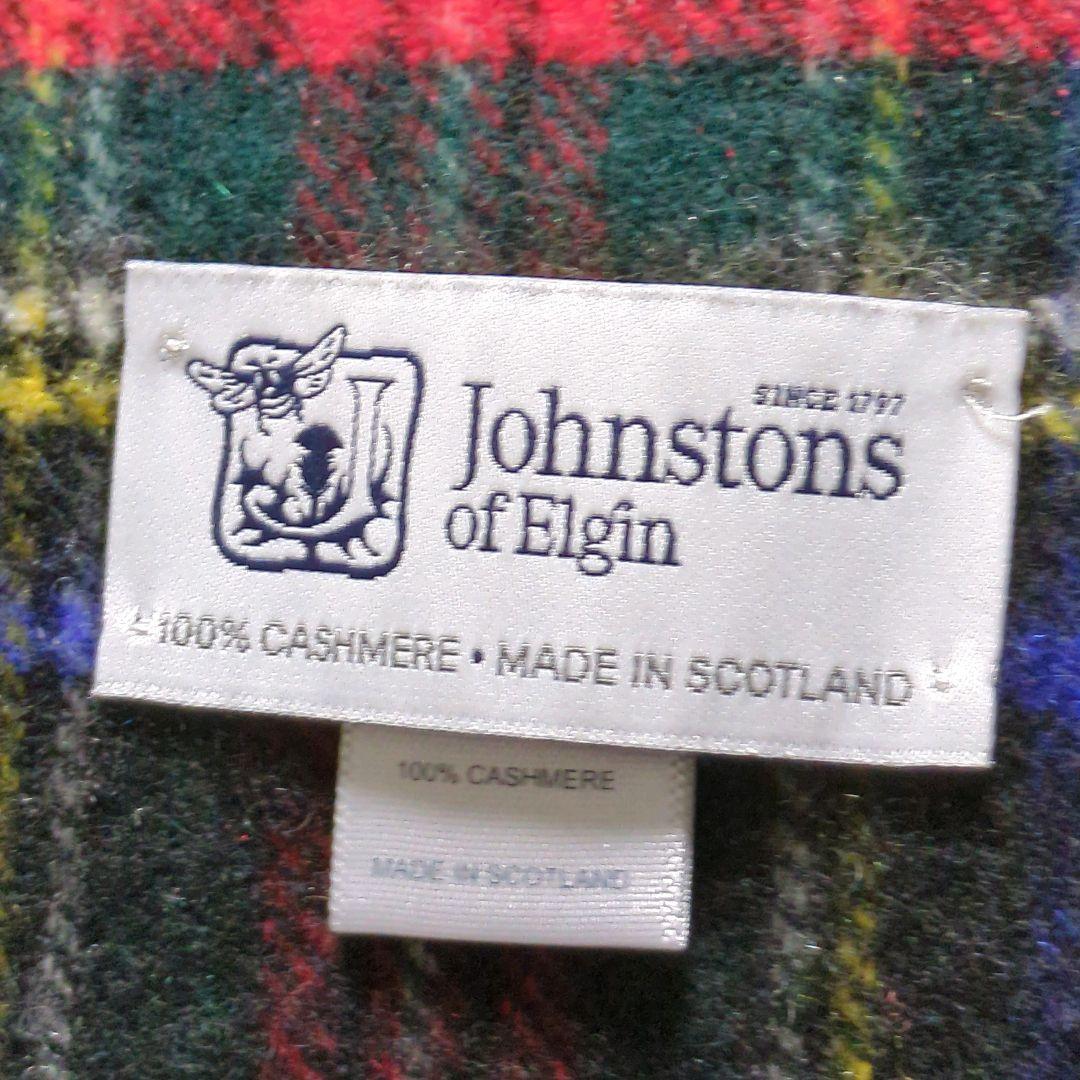 SINCE 1797
Johnstons
of Elgin
100% CASHMERE • MADE IN SCOTLAND
100% CASHMERE
MADE IN SCOTLAND